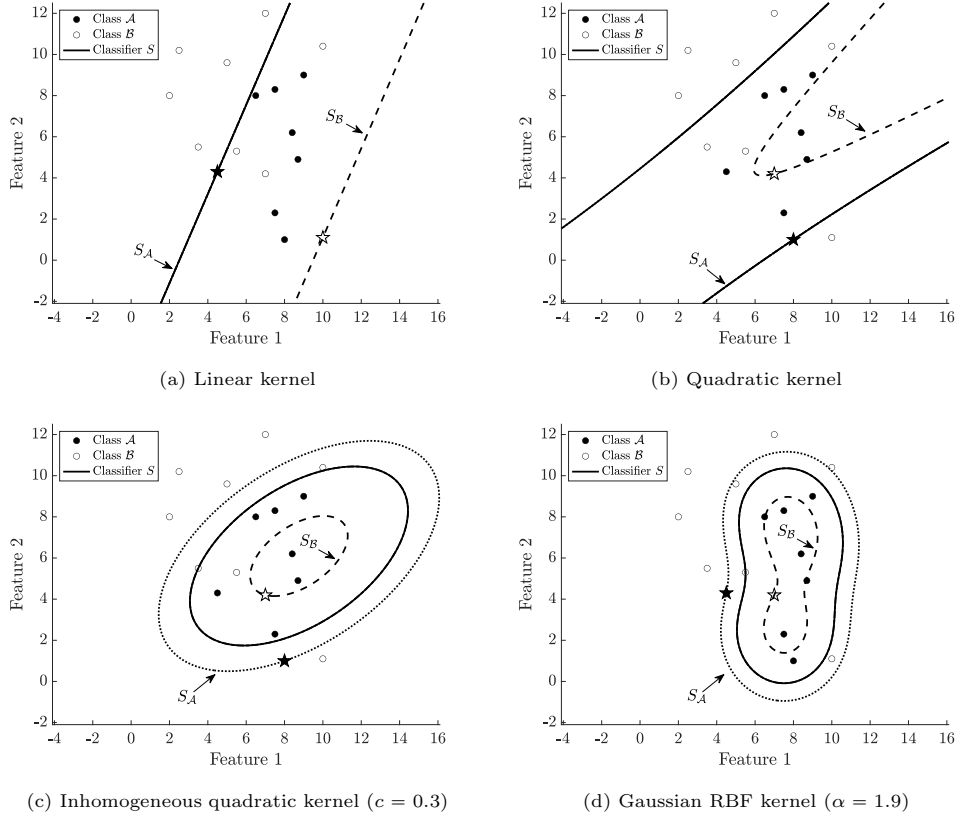 12
10
8
6
4
2
0
-2
Feature 2
Class 𝒜
Class ℬ
Classifier S
S_ℬ
S_𝒜
-4 -2 0 2 4 6 8 10 12 14 16
Feature 1
(a) Linear kernel
12
10
8
6
4
2
0
-2
Feature 2
Class 𝒜
Class ℬ
Classifier S
S_ℬ
S_𝒜
-4 -2 0 2 4 6 8 10 12 14 16
Feature 1
(b) Quadratic kernel
12
10
8
6
4
2
0
-2
Feature 2
Class 𝒜
Class ℬ
Classifier S
S_ℬ
S_𝒜
-4 -2 0 2 4 6 8 10 12 14 16
Feature 1
(c) Inhomogeneous quadratic kernel (c = 0.3)
12
10
8
6
4
2
0
-2
Feature 2
Class 𝒜
Class ℬ
Classifier S
S_ℬ
S_𝒜
-4 -2 0 2 4 6 8 10 12 14 16
Feature 1
(d) Gaussian RBF kernel (α = 1.9)